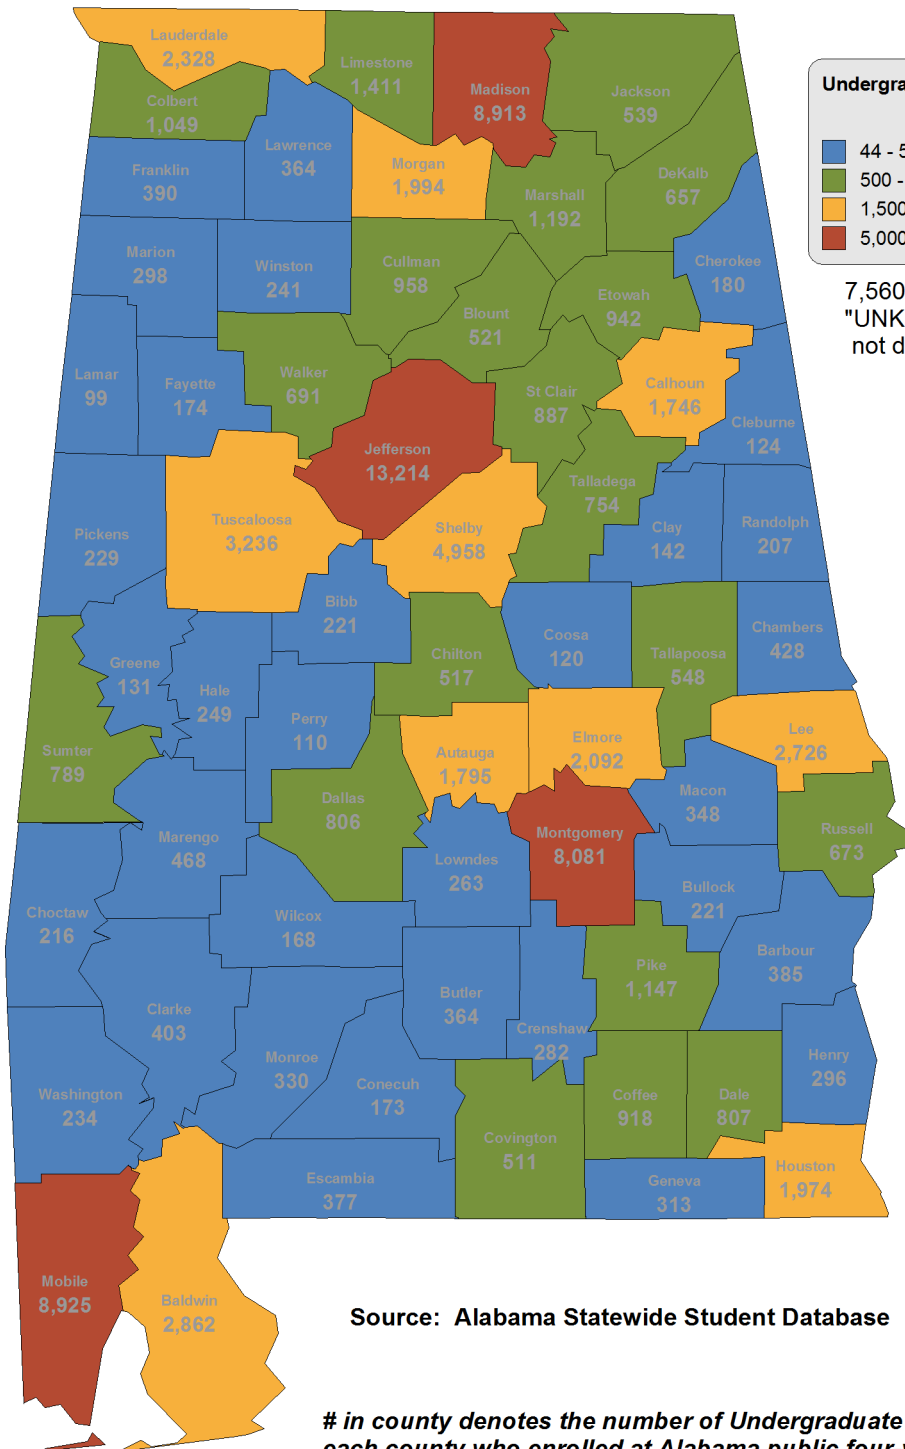 Lauderdale
2,328
Limestone
1,411
Madison
8,913
Jackson
539
Undergra
44 - 5
500 -
1,500
5,000
7,560
"UNK
not d
Colbert
1,049
Lawrence
364
Franklin
390
Morgan
1,994
Marshall
1,192
DeKalb
657
Marion
298
Winston
241
Cullman
958
Blount
521
Etowah
942
Cherokee
180
Lamar
99
Fayette
174
Walker
691
St Clair
887
Calhoun
1,746
Cleburne
124
Jefferson
13,214
Talladega
754
Pickens
229
Tuscaloosa
3,236
Shelby
4,958
Clay
142
Randolph
207
Bibb
221
Greene
131
Hale
249
Chilton
517
Coosa
120
Tallapoosa
548
Chambers
428
Sumter
789
Perry
110
Autauga
1,795
Elmore
2,092
Lee
2,726
Dallas
806
Macon
348
Marengo
468
Lowndes
263
Montgomery
8,081
Russell
673
Bullock
221
Choctaw
216
Wilcox
168
Barbour
385
Pike
1,147
Clarke
403
Butler
364
Crenshaw
282
Monroe
330
Conecuh
173
Henry
296
Washington
234
Coffee
918
Dale
807
Covington
511
Escambia
377
Geneva
313
Houston
1,974
Mobile
8,925
Baldwin
2,862
Source: Alabama Statewide Student Database
# in county denotes the number of Undergraduate
each county who enrolled at Alabama public four-